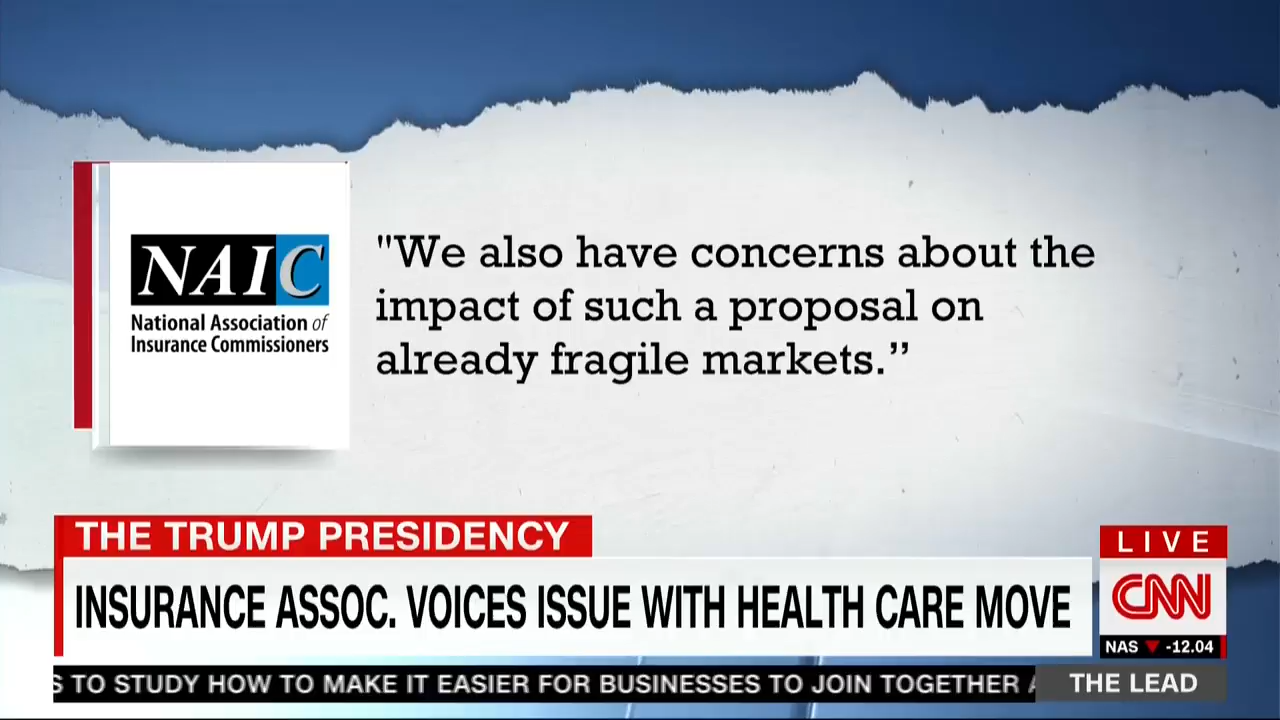 "We also have concerns about the
impact of such a proposal on
already fragile markets.”
NAIC
National Association of
Insurance Commissioners
THE TRUMP PRESIDENCY
INSURANCE ASSOC. VOICES ISSUE WITH HEALTH CARE MOVE
LIVE
CNN
NAS ▼ -12.04
TO STUDY HOW TO MAKE IT EASIER FOR BUSINESSES TO JOIN TOGETHER
THE LEAD